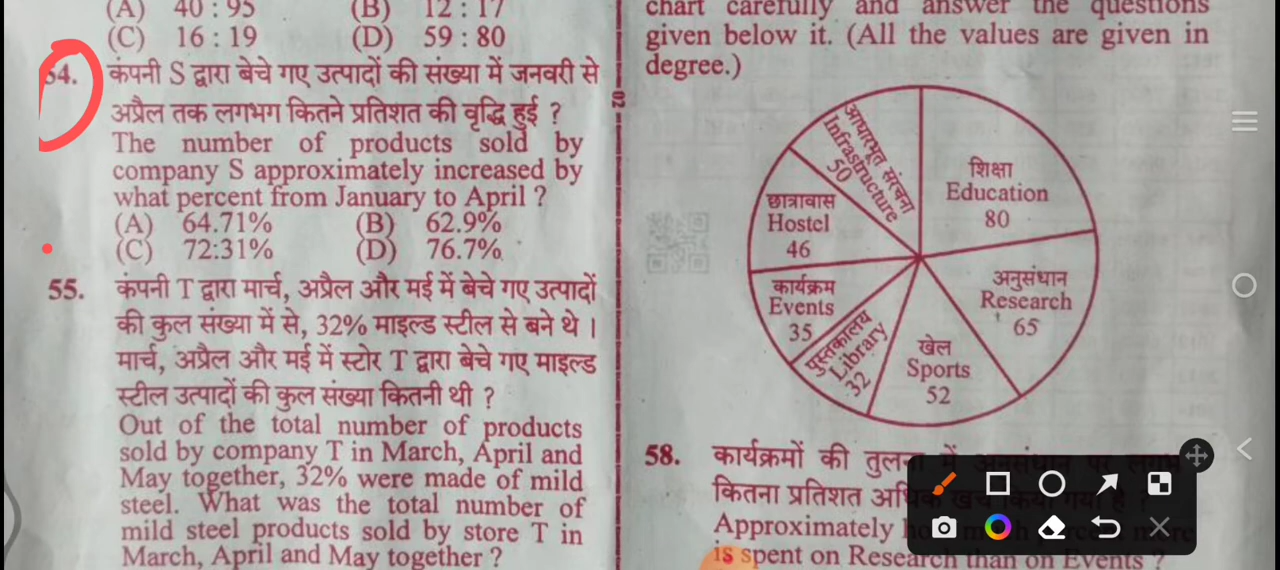 (A) 40 : 95 (B) 12 : 17
(C) 16 : 19 (D) 59 : 80
54. कंपनी S द्वारा बेचे गए उत्पादों की संख्या में जनवरी से
अप्रैल तक लगभग कितने प्रतिशत की वृद्धि हुई ?
The number of products sold by
company S approximately increased by
what percent from January to April ?
(A) 64.71% (B) 62.9%
(C) 72:31% (D) 76.7%
55. कंपनी T द्वारा मार्च, अप्रैल और मई में बेचे गए उत्पादों
की कुल संख्या में से, 32% माइल्ड स्टील से बने थे ।
मार्च, अप्रैल और मई में स्टोर T द्वारा बेचे गए माइल्ड
स्टील उत्पादों की कुल संख्या कितनी थी ?
Out of the total number of products
sold by company T in March, April and
May together, 32% were made of mild
steel. What was the total number of
mild steel products sold by store T in
March, April and May together ?
02
chart carefully and answer the questions
given below it. (All the values are given in
degree.)
आधारभूत संरचना
Infrastructure
50
शिक्षा
Education
80
छात्रावास
Hostel
46
अनुसंधान
Research
65
कार्यक्रम
Events
35
पुस्तकालय
Library
32
खेल
Sports
52
58. कार्यक्रमों की तुलना में अनुसंधान पर
कितना प्रतिशत अधिक खर्च किया गया है ?
Approximately
is spent on Research than on Events ?